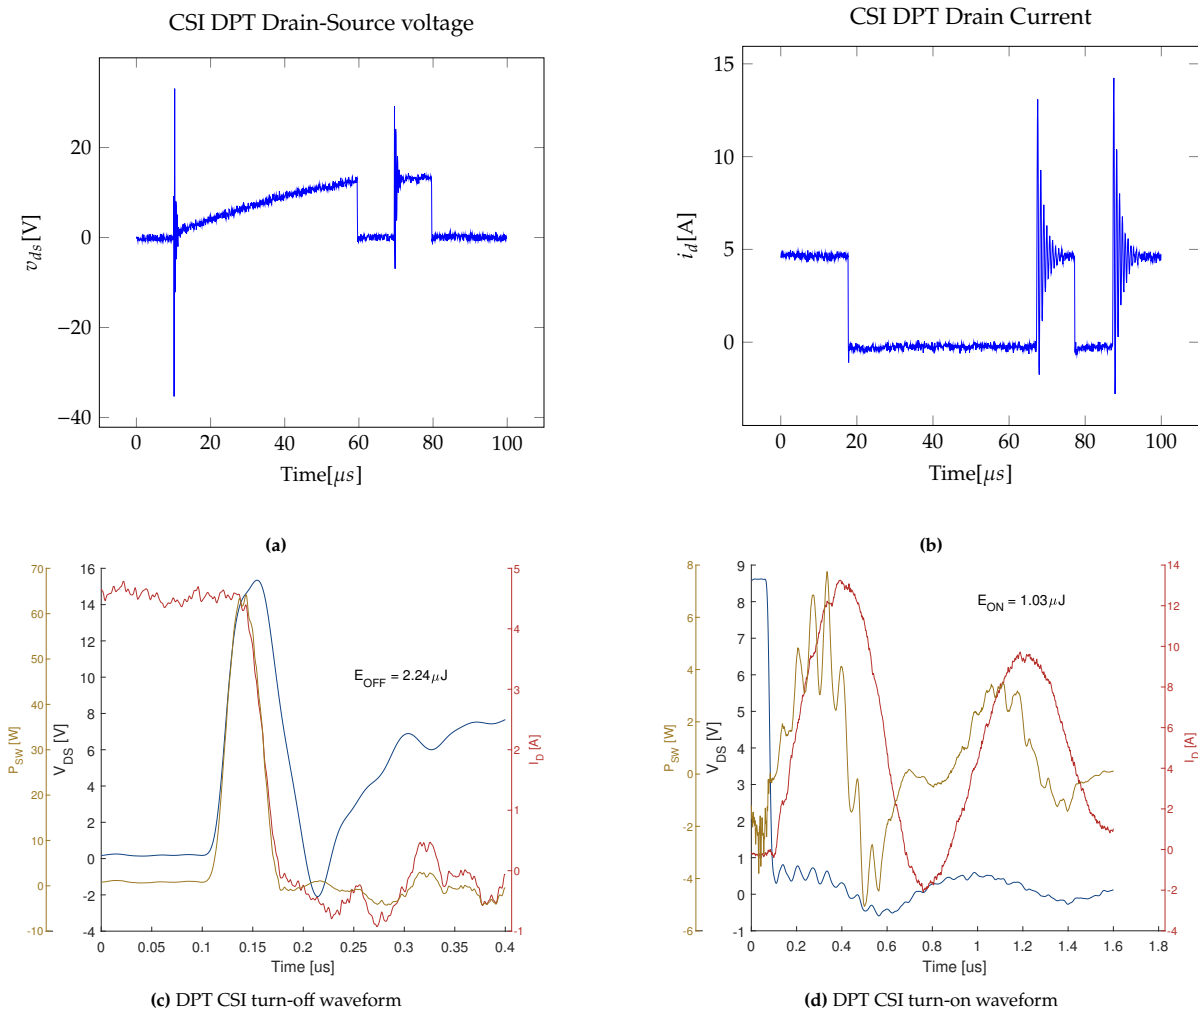 CSI DPT Drain-Source voltage
20
0
−20
−40
v_ds [V]
0 20 40 60 80 100
Time[μs]
(a)
CSI DPT Drain Current
15
10
5
0
i_d[A]
0 20 40 60 80 100
Time[μs]
(b)
70
60
50
40
30
20
10
0
-10
P_SW [W]
16
14
12
10
8
6
4
2
0
-2
-4
V_DS [V]
E_OFF = 2.24μJ
5
4
3
2
1
0
-1
I_D [A]
0 0.05 0.1 0.15 0.2 0.25 0.3 0.35 0.4
Time [us]
(c) DPT CSI turn-off waveform
8
6
4
2
0
-2
-4
-6
P_SW [W]
9
8
7
6
5
4
3
2
1
0
-1
V_DS [V]
E_ON = 1.03μJ
14
12
10
8
6
4
2
0
-2
-4
I_D [A]
0 0.2 0.4 0.6 0.8 1 1.2 1.4 1.6 1.8
Time [us]
(d) DPT CSI turn-on waveform